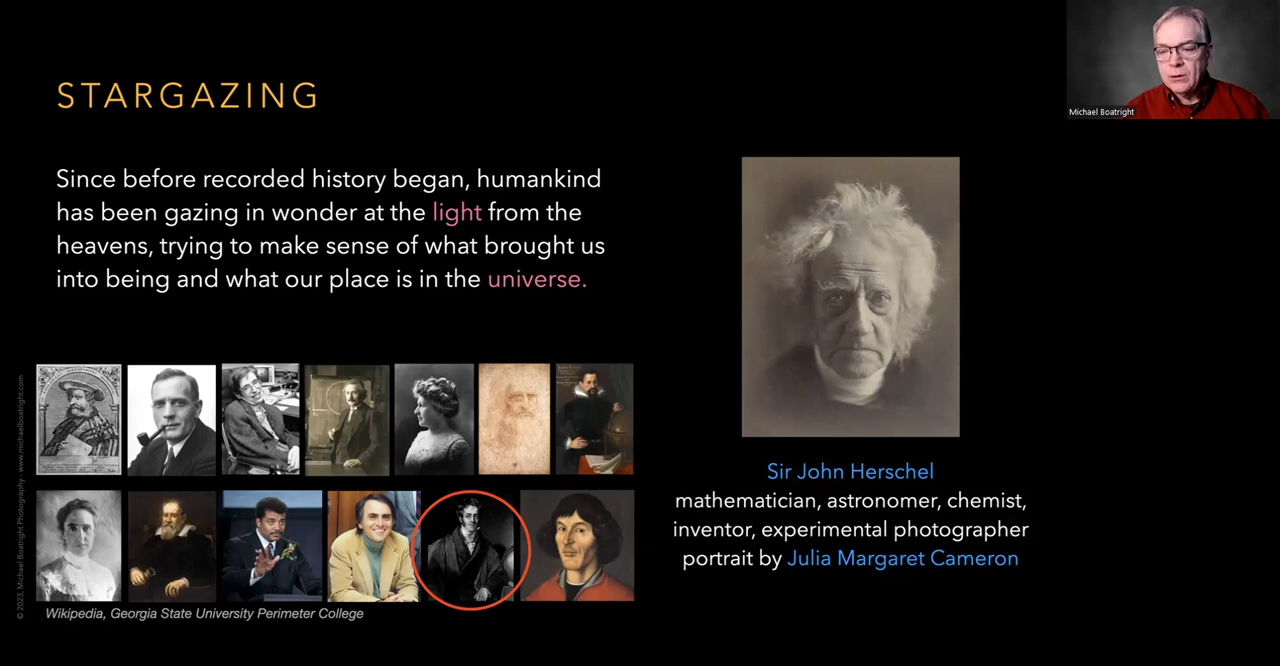 STARGAZING
Michael Boatright
Since before recorded history began, humankind
has been gazing in wonder at the light from the
heavens, trying to make sense of what brought us
into being and what our place is in the universe.
© 2023, Michael Boatright Photography - www.michaelboatright.com
Sir John Herschel
mathematician, astronomer, chemist,
inventor, experimental photographer
portrait by Julia Margaret Cameron
Wikipedia, Georgia State University Perimeter College